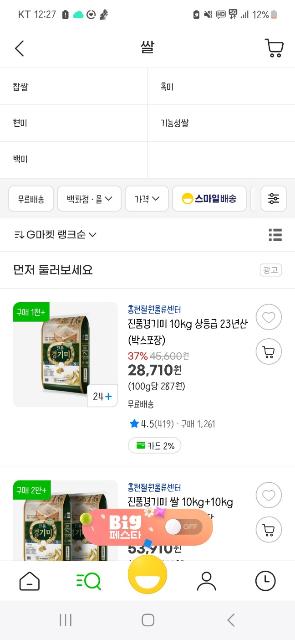 KT 12:27
12%
쌀
찹쌀
흑미
현미
기능성쌀
백미
무료배송
백화점·몰
가격
스마일배송
G마켓 랭크순
먼저 둘러보세요
광고
구매 1천+
24+
홍천철원물류센터
진품경기미 10kg 상등급 23년산
(박스포장)
37% 45,600원
28,710원
(100g당 287원)
무료배송
4.5(419) · 구매 1,261
카드 2%
구매 2만+
홍천철원물류센터
진품경기미 쌀 10kg+10kg
Big
페스타
OFF
53,910원